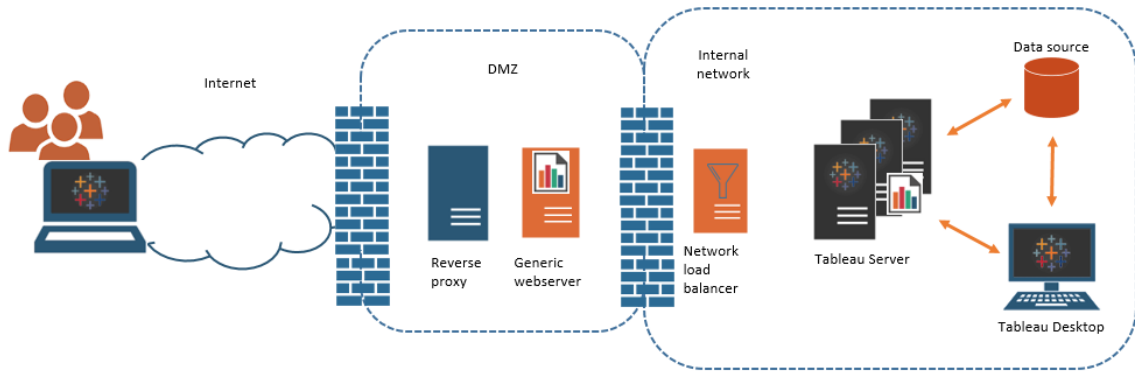 Internet
DMZ
Internal
network
Data source
Reverse
proxy
Generic
webserver
Network
load
balancer
Tableau Server
Tableau Desktop